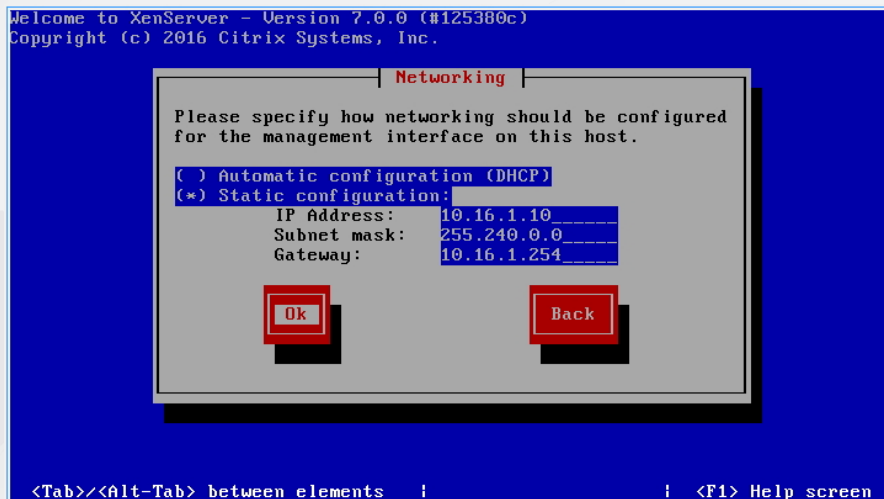 Welcome to XenServer - Version 7.0.0 (#125380c)
Copyright (c) 2016 Citrix Systems, Inc.
Networking
Please specify how networking should be configured
for the management interface on this host.
( ) Automatic configuration (DHCP)
(*) Static configuration:
IP Address: 10.16.1.10______
Subnet mask: 255.240.0.0_____
Gateway: 10.16.1.254_____
Ok Back
<Tab>/<Alt-Tab> between elements | | <F1> Help screen